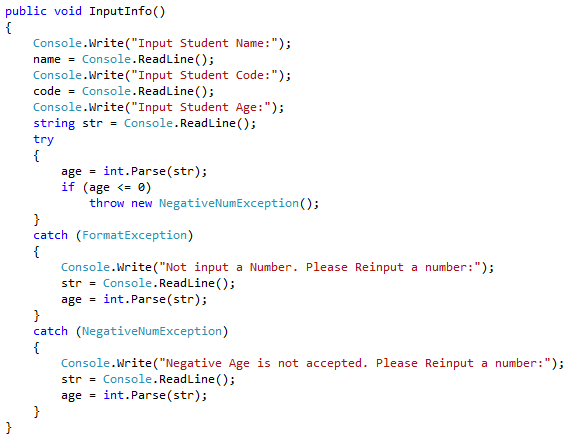 public void InputInfo()
{
    Console.Write("Input Student Name:");
    name = Console.ReadLine();
    Console.Write("Input Student Code:");
    code = Console.ReadLine();
    Console.Write("Input Student Age:");
    string str = Console.ReadLine();
    try
    {
        age = int.Parse(str);
        if (age <= 0)
            throw new NegativeNumException();
    }
    catch (FormatException)
    {
        Console.Write("Not input a Number. Please Reinput a number:");
        str = Console.ReadLine();
        age = int.Parse(str);
    }
    catch (NegativeNumException)
    {
        Console.Write("Negative Age is not accepted. Please Reinput a number:");
        str = Console.ReadLine();
        age = int.Parse(str);
    }
}